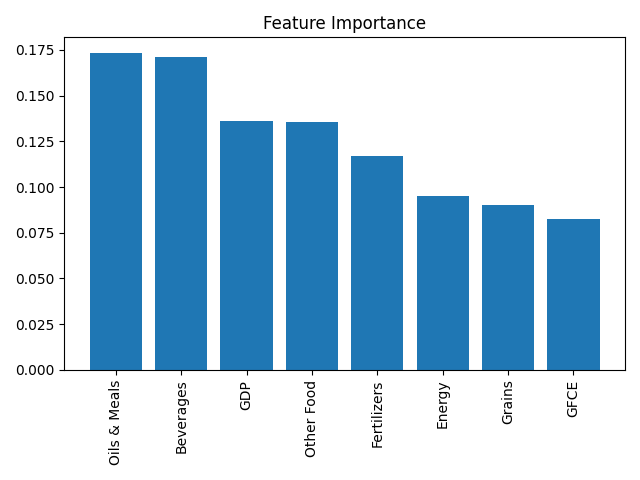 Feature Importance
0.175
0.150
0.125
0.100
0.075
0.050
0.025
0.000
Oils & Meals
Beverages
GDP
Other Food
Fertilizers
Energy
Grains
GFCE